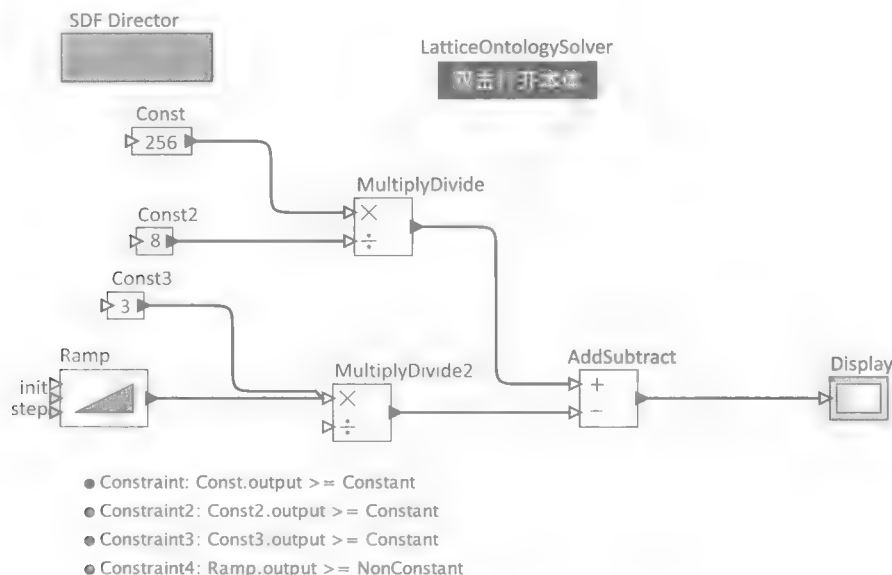 SDF Director
LatticeOntologySolver
双击打开本体
Const
256
MultiplyDivide
×
÷
Const2
8
Const3
3
Ramp
init
step
MultiplyDivide2
×
÷
AddSubtract
+
−
Display
Constraint: Const.output >= Constant
Constraint2: Const2.output >= Constant
Constraint3: Const3.output >= Constant
Constraint4: Ramp.output >= NonConstant